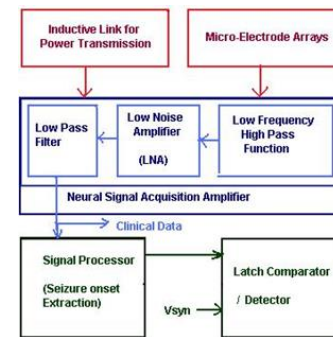 Inductive Link for
Power Transmission
Micro-Electrode Arrays
Low Pass
Filter
Low Noise
Amplifier
(LNA)
Low Frequency
High Pass
Function
Neural Signal Acquisition Amplifier
Clinical Data
Signal Processor
(Seizure onset
Extraction)
Latch Comparator
/ Detector
Vsyn